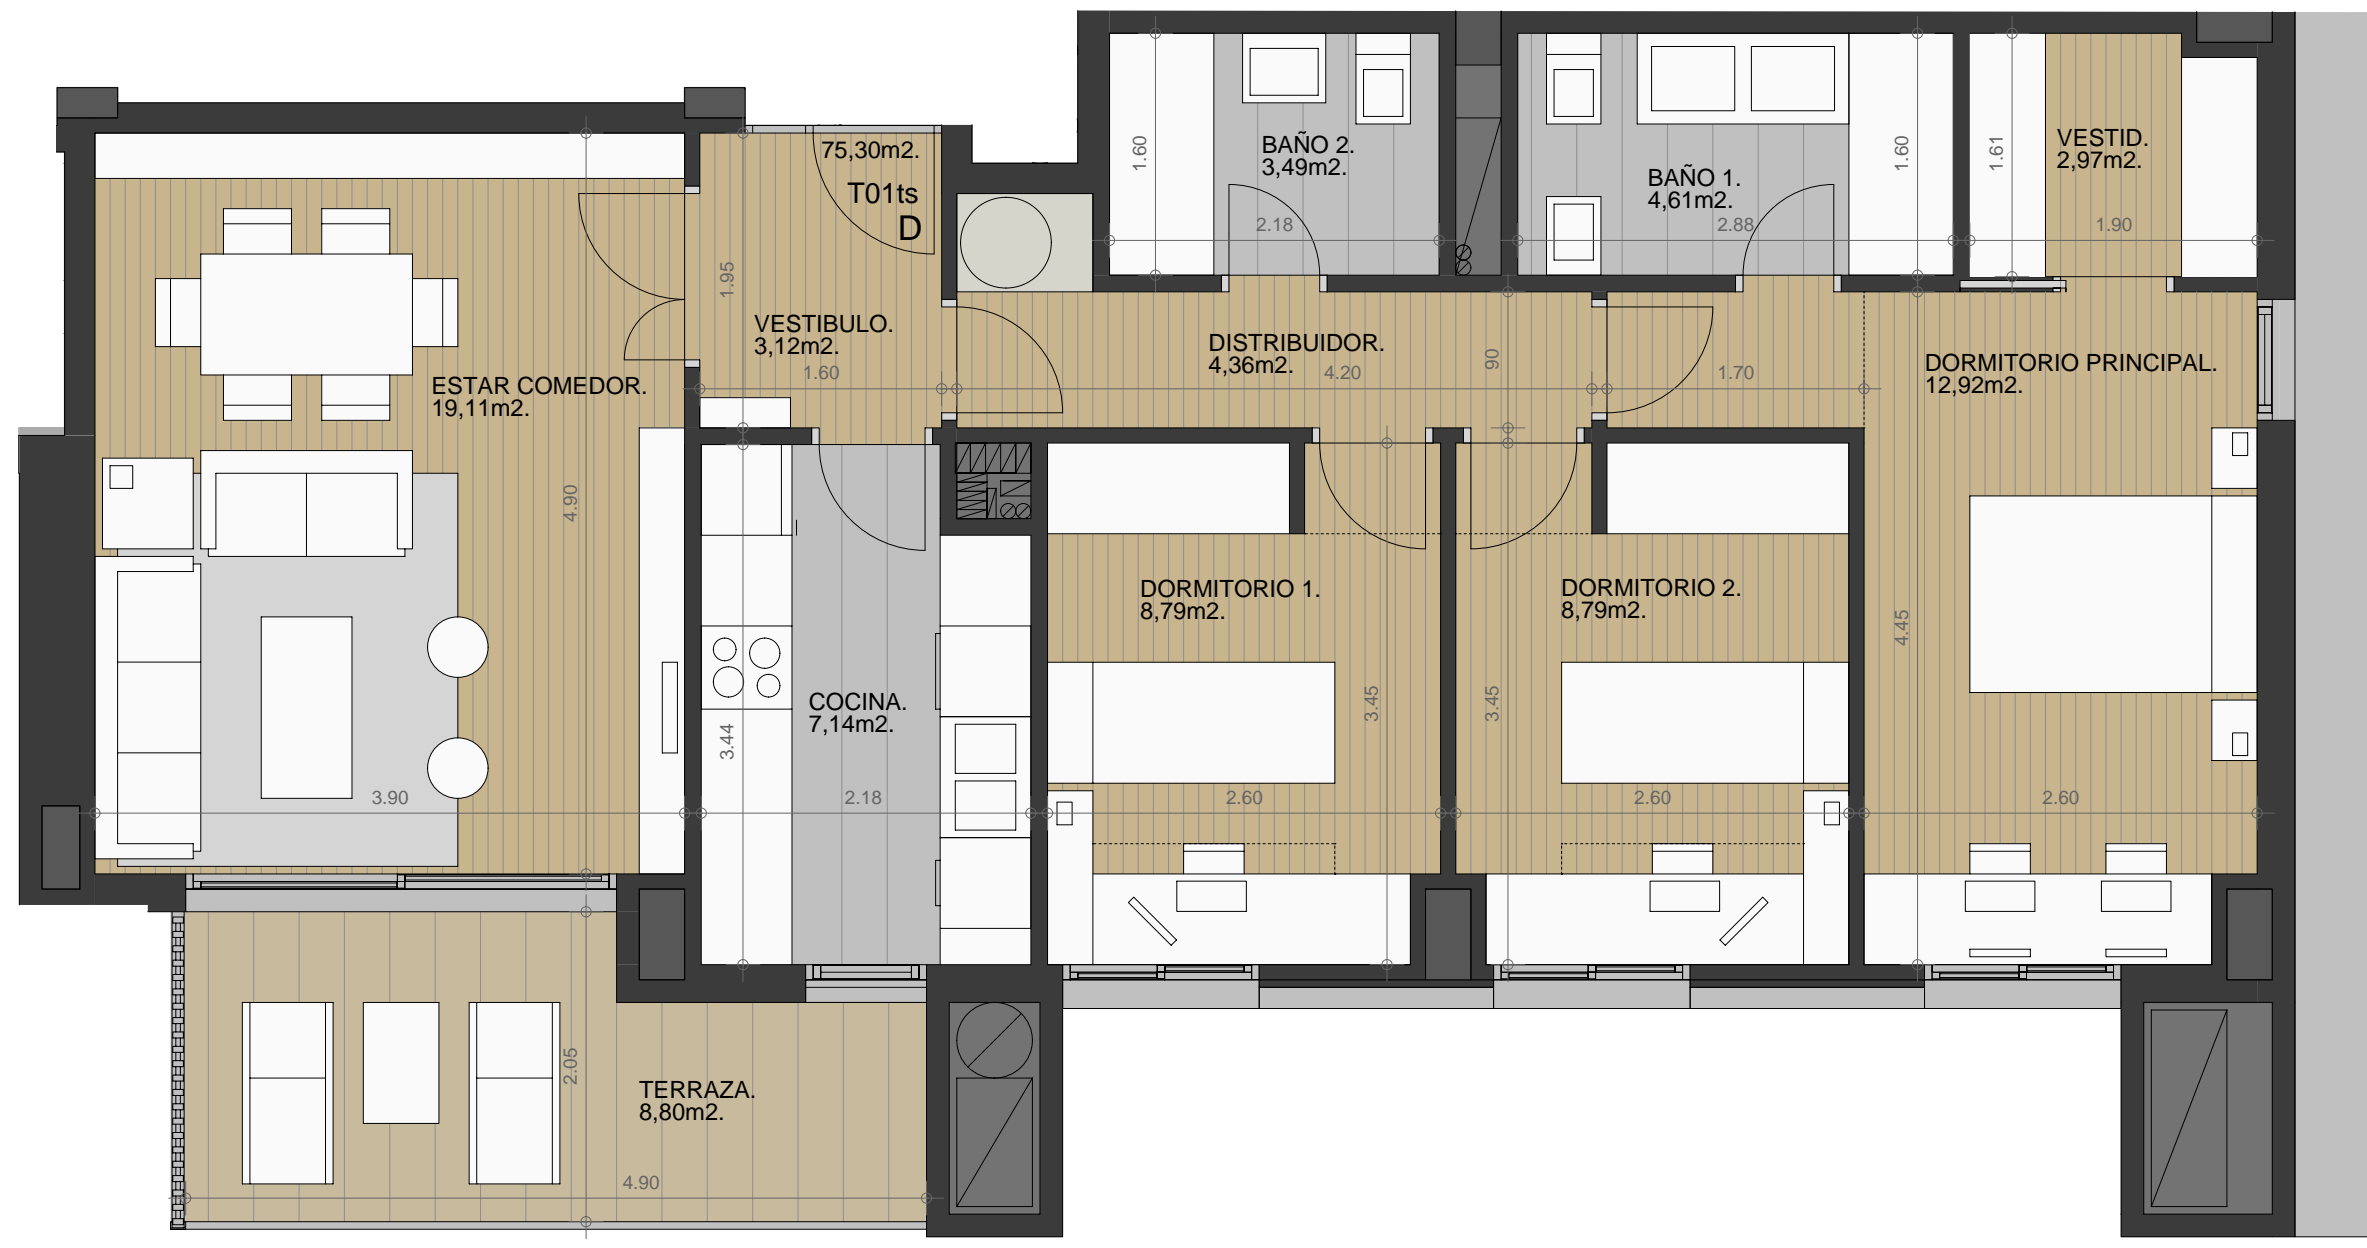 75,30m2.
T01ts
D
BAÑO 2.
3,49m2.
1.60
2.18
BAÑO 1.
4,61m2.
1.60
2.88
VESTID.
2,97m2.
1.61
1.90
ESTAR COMEDOR.
19,11m2.
4.90
3.90
VESTIBULO.
3,12m2.
1.95
1.60
DISTRIBUIDOR.
4,36m2.
4.20
90
1.70
DORMITORIO PRINCIPAL.
12,92m2.
4.45
2.60
COCINA.
7,14m2.
3.44
2.18
DORMITORIO 1.
8,79m2.
3.45
2.60
DORMITORIO 2.
8,79m2.
3.45
2.60
TERRAZA.
8,80m2.
2.05
4.90